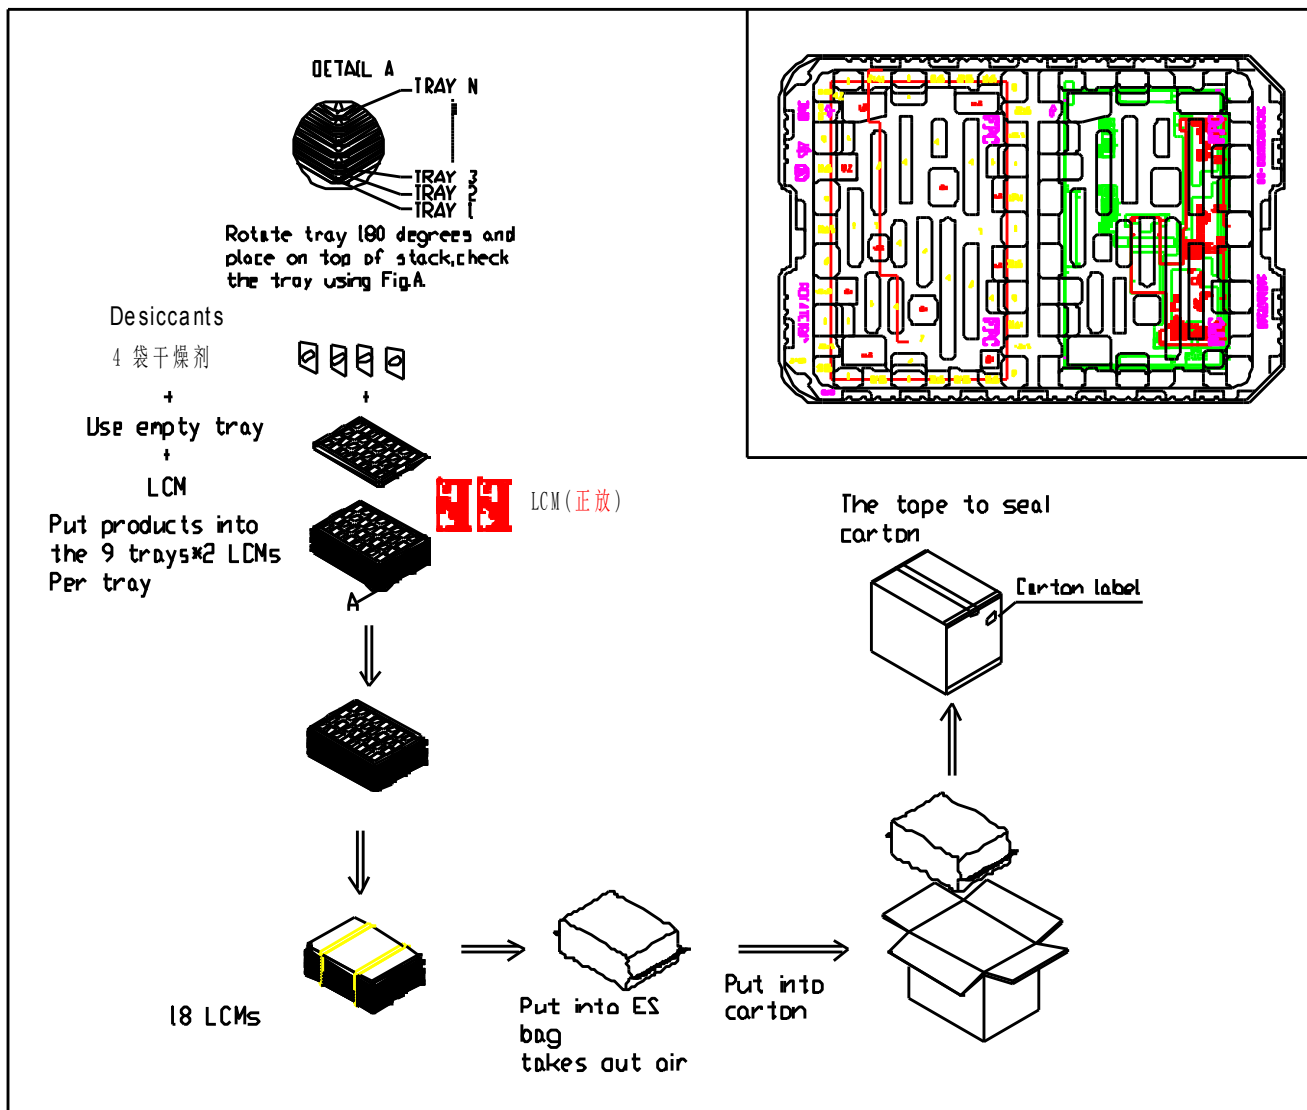 DETAIL A
TRAY N
TRAY 3
TRAY 2
TRAY 1
Rotate tray 180 degrees and
place on top of stack,check
the tray using Fig.A.
Desiccants
4 袋干燥剂
+
+
Use empty tray
+
LCM
LCM(正放)
Put products into
the 9 trays*2 LCMs
Per tray
A
The tape to seal
carton
Carton label
18 LCMs
Put into ES
bag
takes out air
Put into
carton
FPC
FPC